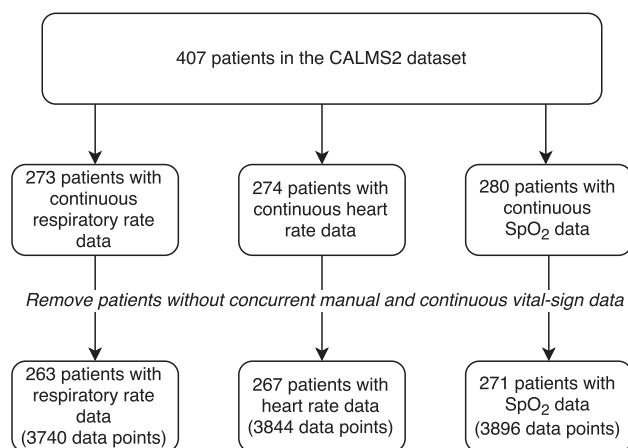 407 patients in the CALMS2 dataset
273 patients with
continuous
respiratory rate
data
274 patients with
continuous heart
rate data
280 patients with
continuous
SpO₂ data
Remove patients without concurrent manual and continuous vital-sign data
263 patients with
respiratory rate
data
(3740 data points)
267 patients with
heart rate data
(3844 data points)
271 patients with
SpO₂ data
(3896 data points)